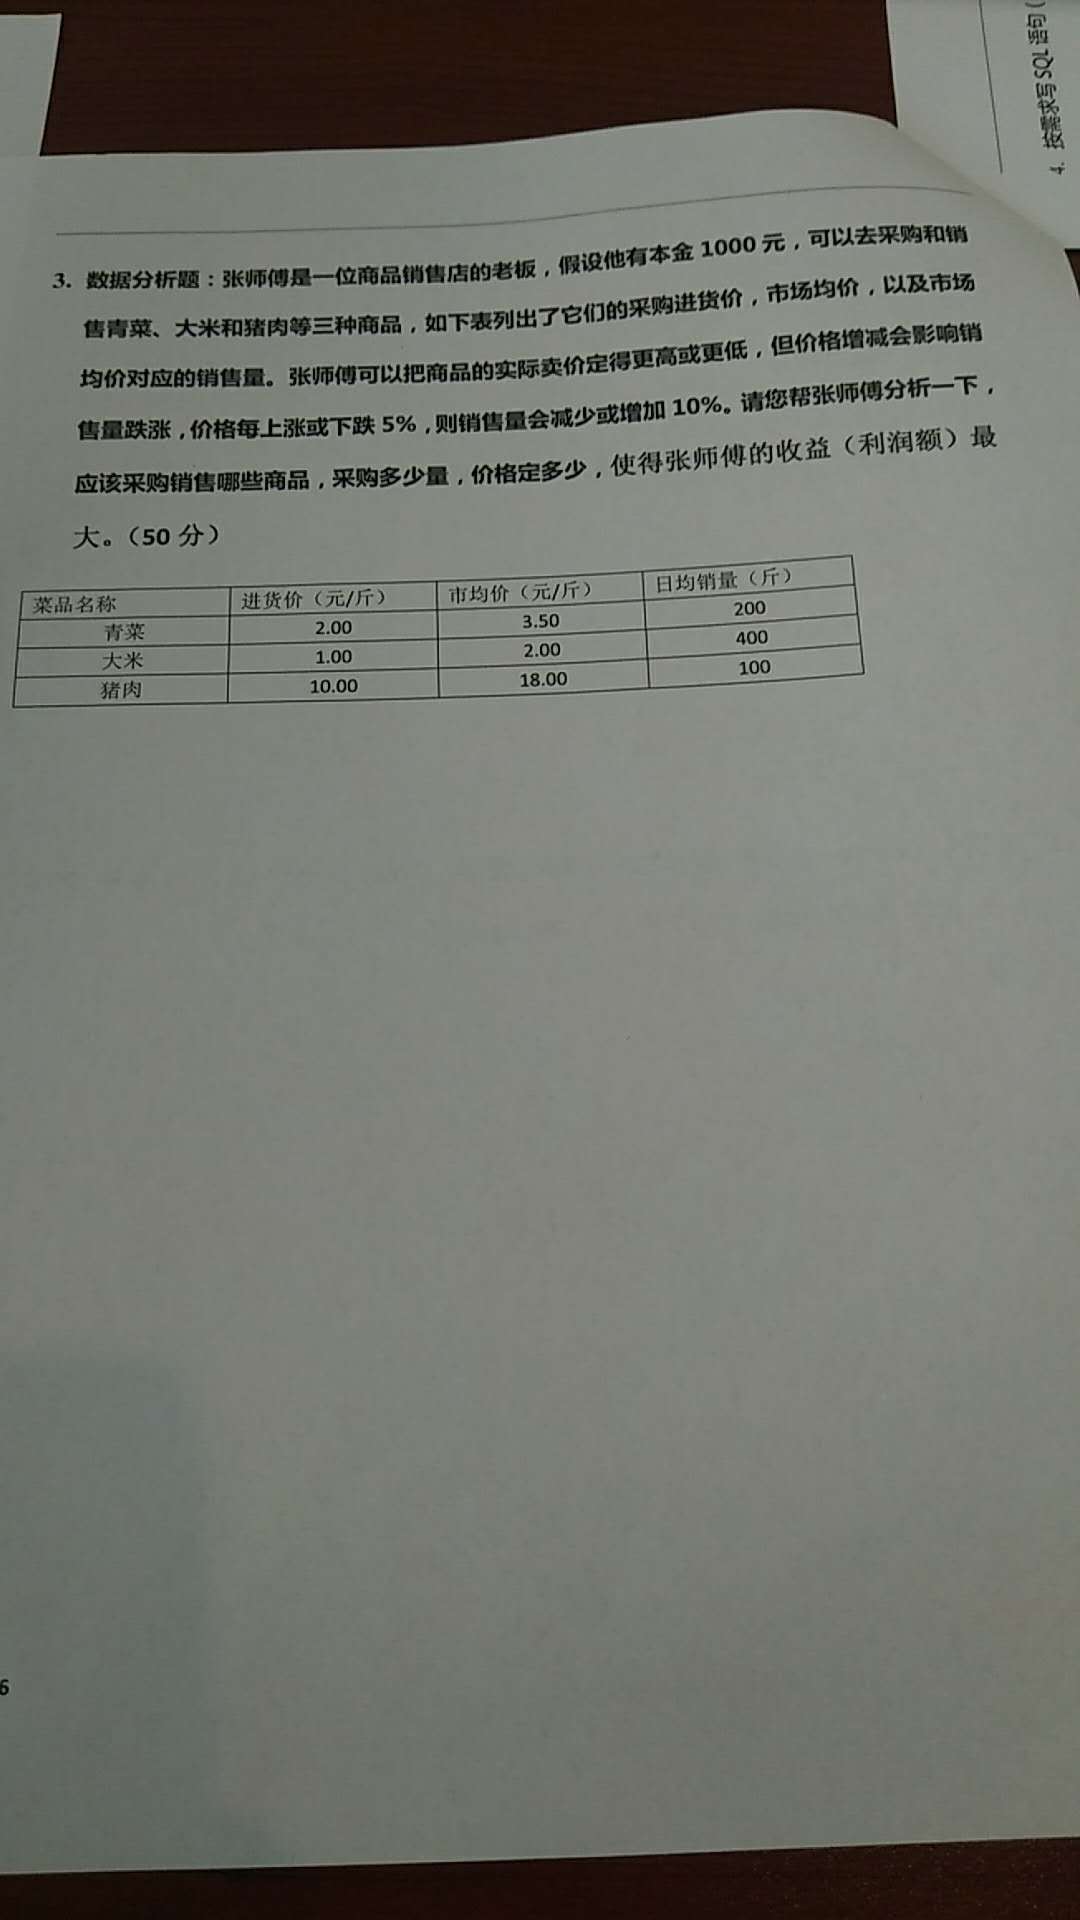 4. 按需求写 SQL 语句（
3. 数据分析题：张师傅是一位商品销售店的老板，假设他有本金 1000 元，可以去采购和销
售青菜、大米和猪肉等三种商品，如下表列出了它们的采购进货价，市场均价，以及市场
均价对应的销售量。张师傅可以把商品的实际卖价定得更高或更低，但价格增减会影响销
售量跌涨，价格每上涨或下跌 5%，则销售量会减少或增加 10%。请您帮张师傅分析一下，
应该采购销售哪些商品，采购多少量，价格定多少，使得张师傅的收益（利润额）最
大。（50 分）
菜品名称 进货价（元/斤） 市均价（元/斤） 日均销量（斤）
青菜 2.00 3.50 200
大米 1.00 2.00 400
猪肉 10.00 18.00 100
6